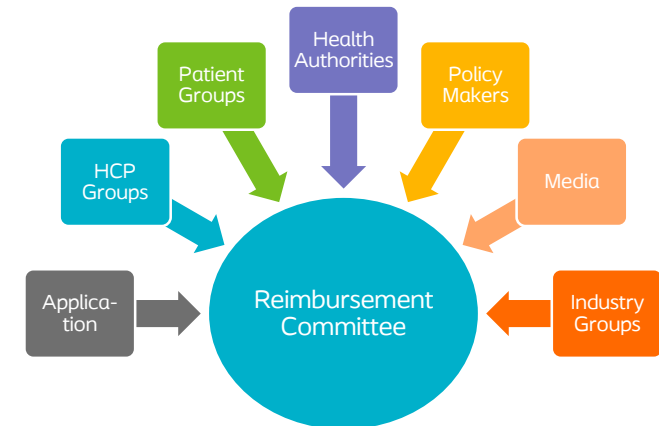 Health
Authorities
Patient
Groups
Policy
Makers
HCP
Groups
Media
Applica-
tion
Reimbursement
Committee
Industry
Groups